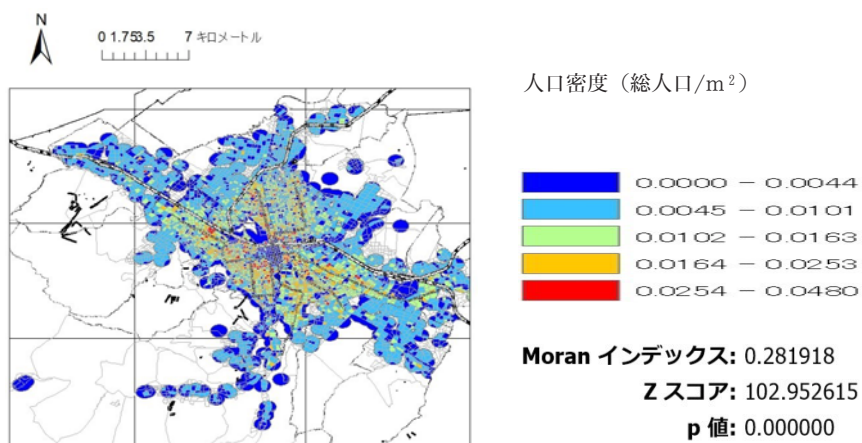 N
0 1.753.5 7 キロメートル
人口密度（総人口/m²）
0.0000 － 0.0044
0.0045 － 0.0101
0.0102 － 0.0163
0.0164 － 0.0253
0.0254 － 0.0480
Moran インデックス: 0.281918
Z スコア: 102.952615
p 値: 0.000000